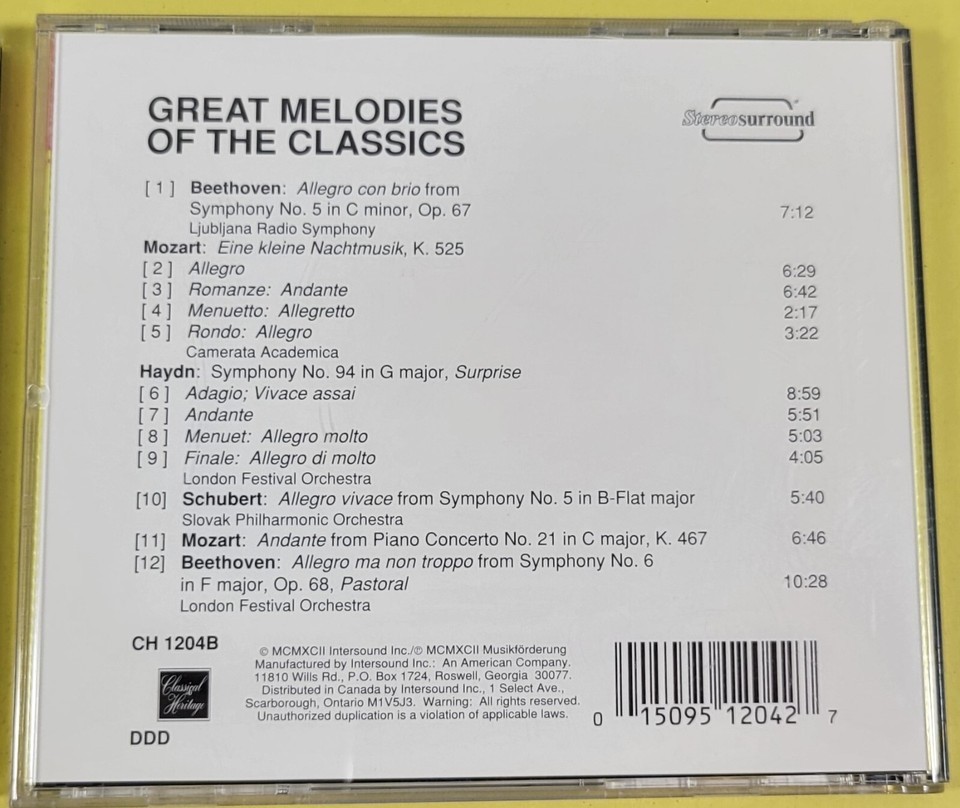 GREAT MELODIES
OF THE CLASSICS
Stereosurround
[ 1 ] Beethoven: Allegro con brio from
Symphony No. 5 in C minor, Op. 67 7:12
Ljubljana Radio Symphony
Mozart: Eine kleine Nachtmusik, K. 525
[ 2 ] Allegro 6:29
[ 3 ] Romanze: Andante 6:42
[ 4 ] Menuetto: Allegretto 2:17
[ 5 ] Rondo: Allegro 3:22
Camerata Academica
Haydn: Symphony No. 94 in G major, Surprise
[ 6 ] Adagio; Vivace assai 8:59
[ 7 ] Andante 5:51
[ 8 ] Menuet: Allegro molto 5:03
[ 9 ] Finale: Allegro di molto 4:05
London Festival Orchestra
[10] Schubert: Allegro vivace from Symphony No. 5 in B-Flat major 5:40
Slovak Philharmonic Orchestra
[11] Mozart: Andante from Piano Concerto No. 21 in C major, K. 467 6:46
[12] Beethoven: Allegro ma non troppo from Symphony No. 6
in F major, Op. 68, Pastoral 10:28
London Festival Orchestra
CH 1204B
Classical Heritage
DDD
© MCMXCII Intersound Inc./℗ MCMXCII Musikförderung
Manufactured by Intersound Inc.: An American Company.
11810 Wills Rd., P.O. Box 1724, Roswell, Georgia 30077.
Distributed in Canada by Intersound Inc., 1 Select Ave.,
Scarborough, Ontario M1V5J3. Warning: All rights reserved.
Unauthorized duplication is a violation of applicable laws.
0 15095 12042 7